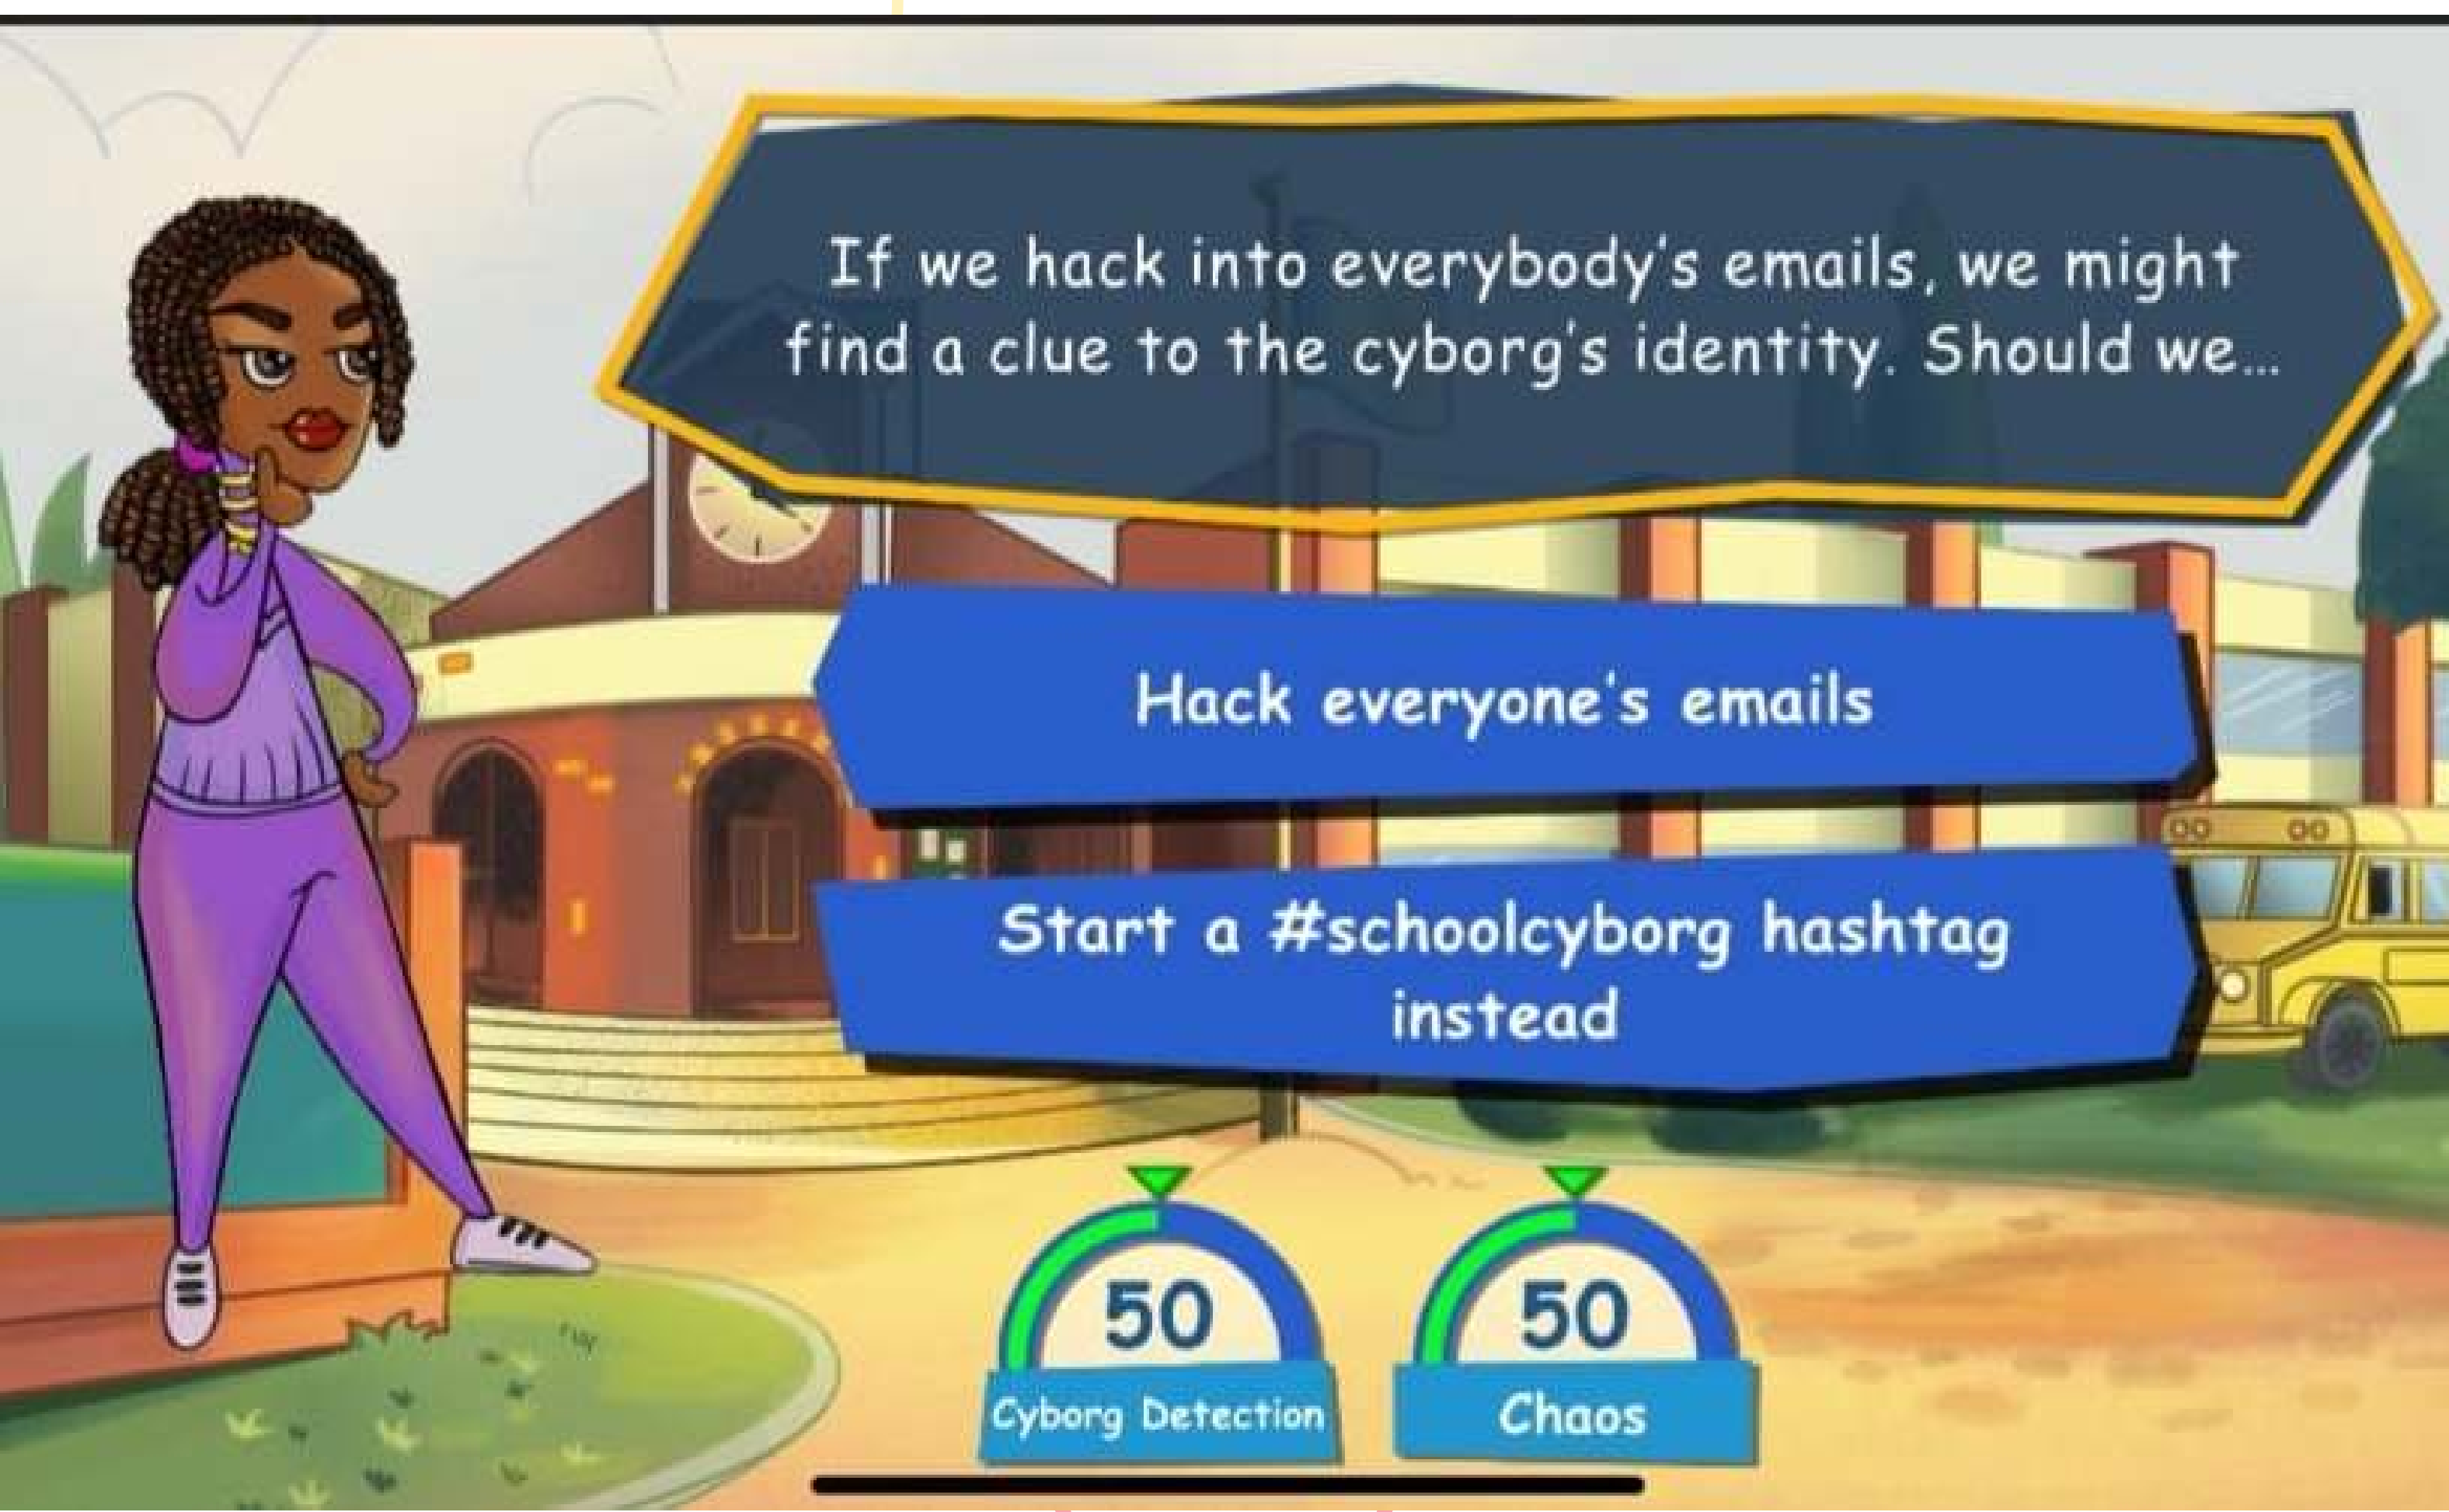 If we hack into everybody's emails, we might
find a clue to the cyborg's identity. Should we...
Hack everyone's emails
Start a #schoolcyborg hashtag
instead
50
Cyborg Detection
50
Chaos